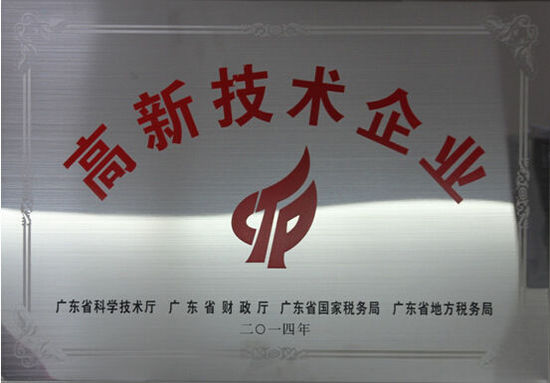 高新技术企业
广东省科学技术厅 广东省财政厅 广东省国家税务局 广东省地方税务局
二〇一四年